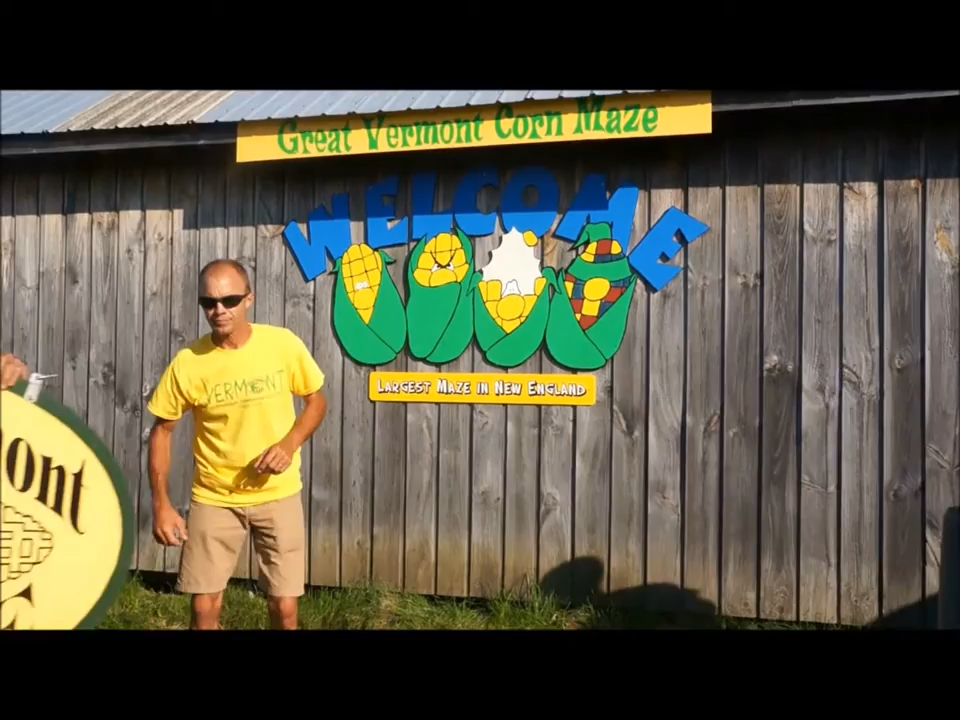 Great Vermont Corn Maze
WELCOME
LARGEST MAZE IN NEW ENGLAND
VERMONT
ont